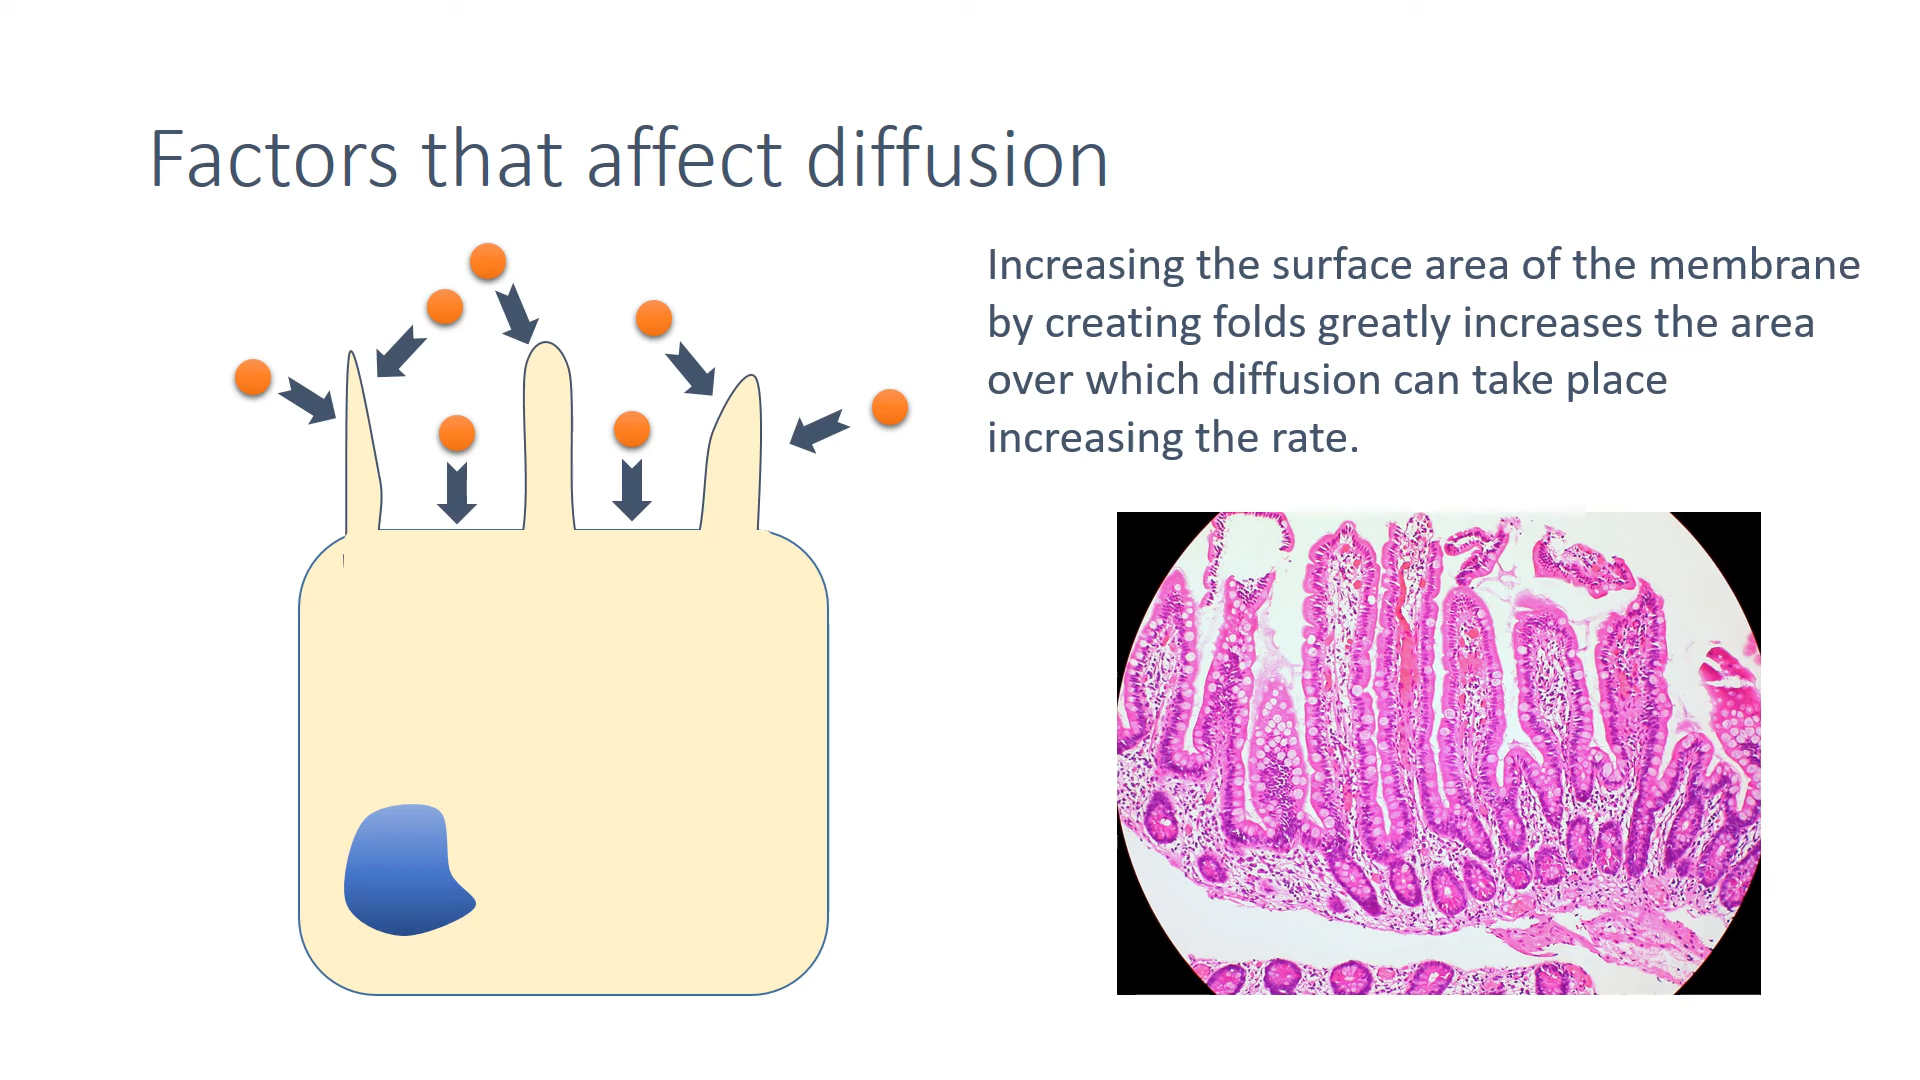 Factors that affect diffusion
Increasing the surface area of the membrane
by creating folds greatly increases the area
over which diffusion can take place
increasing the rate.